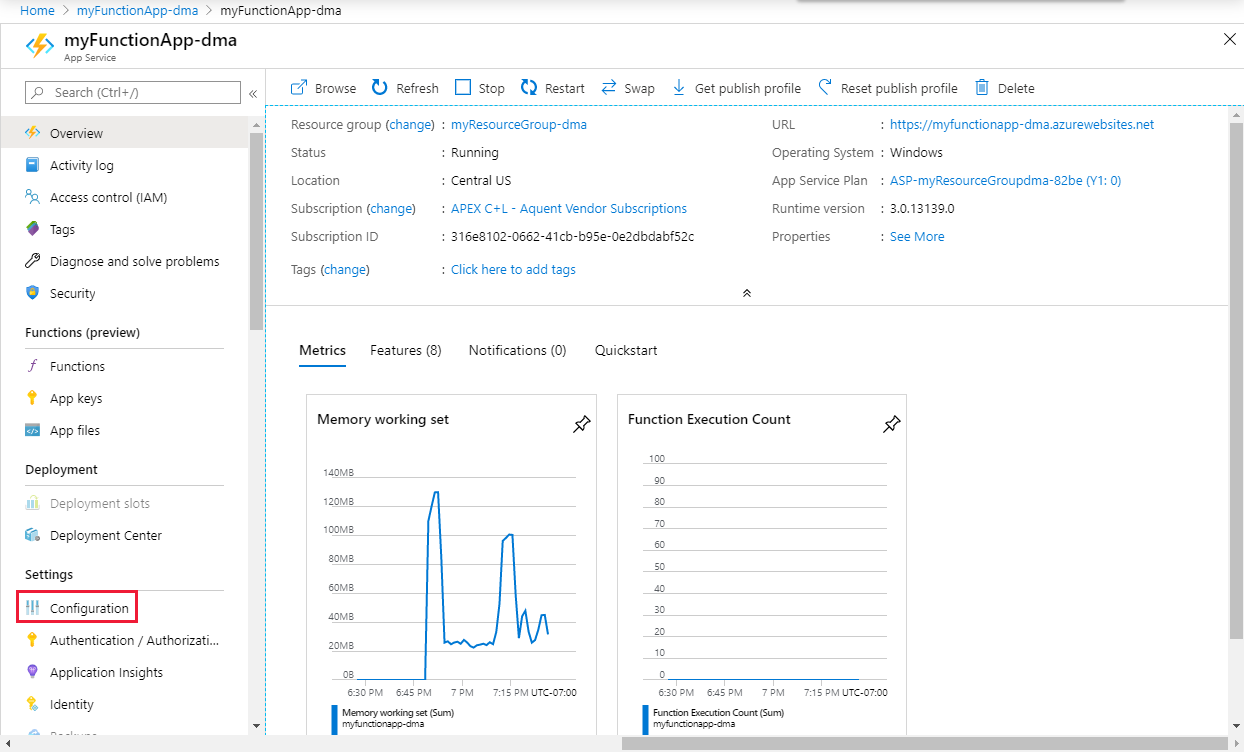 Home > myFunctionApp-dma > myFunctionApp-dma
myFunctionApp-dma
App Service
Search (Ctrl+/)
«
Overview
Activity log
Access control (IAM)
Tags
Diagnose and solve problems
Security
Functions (preview)
Functions
App keys
App files
Deployment
Deployment slots
Deployment Center
Settings
Configuration
Authentication / Authorizati...
Application Insights
Identity
Browse Refresh Stop Restart Swap Get publish profile Reset publish profile Delete
Resource group (change) : myResourceGroup-dma
Status : Running
Location : Central US
Subscription (change) : APEX C+L - Aquent Vendor Subscriptions
Subscription ID : 316e8102-0662-41cb-b95e-0e2dbdabf52c
Tags (change) : Click here to add tags
URL : https://myfunctionapp-dma.azurewebsites.net
Operating System : Windows
App Service Plan : ASP-myResourceGroupdma-82be (Y1: 0)
Runtime version : 3.0.13139.0
Properties : See More
Metrics Features (8) Notifications (0) Quickstart
Memory working set
140MB
120MB
100MB
80MB
60MB
40MB
20MB
0B
6:30 PM 6:45 PM 7 PM 7:15 PM UTC-07:00
Memory working set (Sum)
myfunctionapp-dma
Function Execution Count
100
90
80
70
60
50
40
30
20
10
0
6:30 PM 6:45 PM 7 PM 7:15 PM UTC-07:00
Function Execution Count (Sum)
myfunctionapp-dma